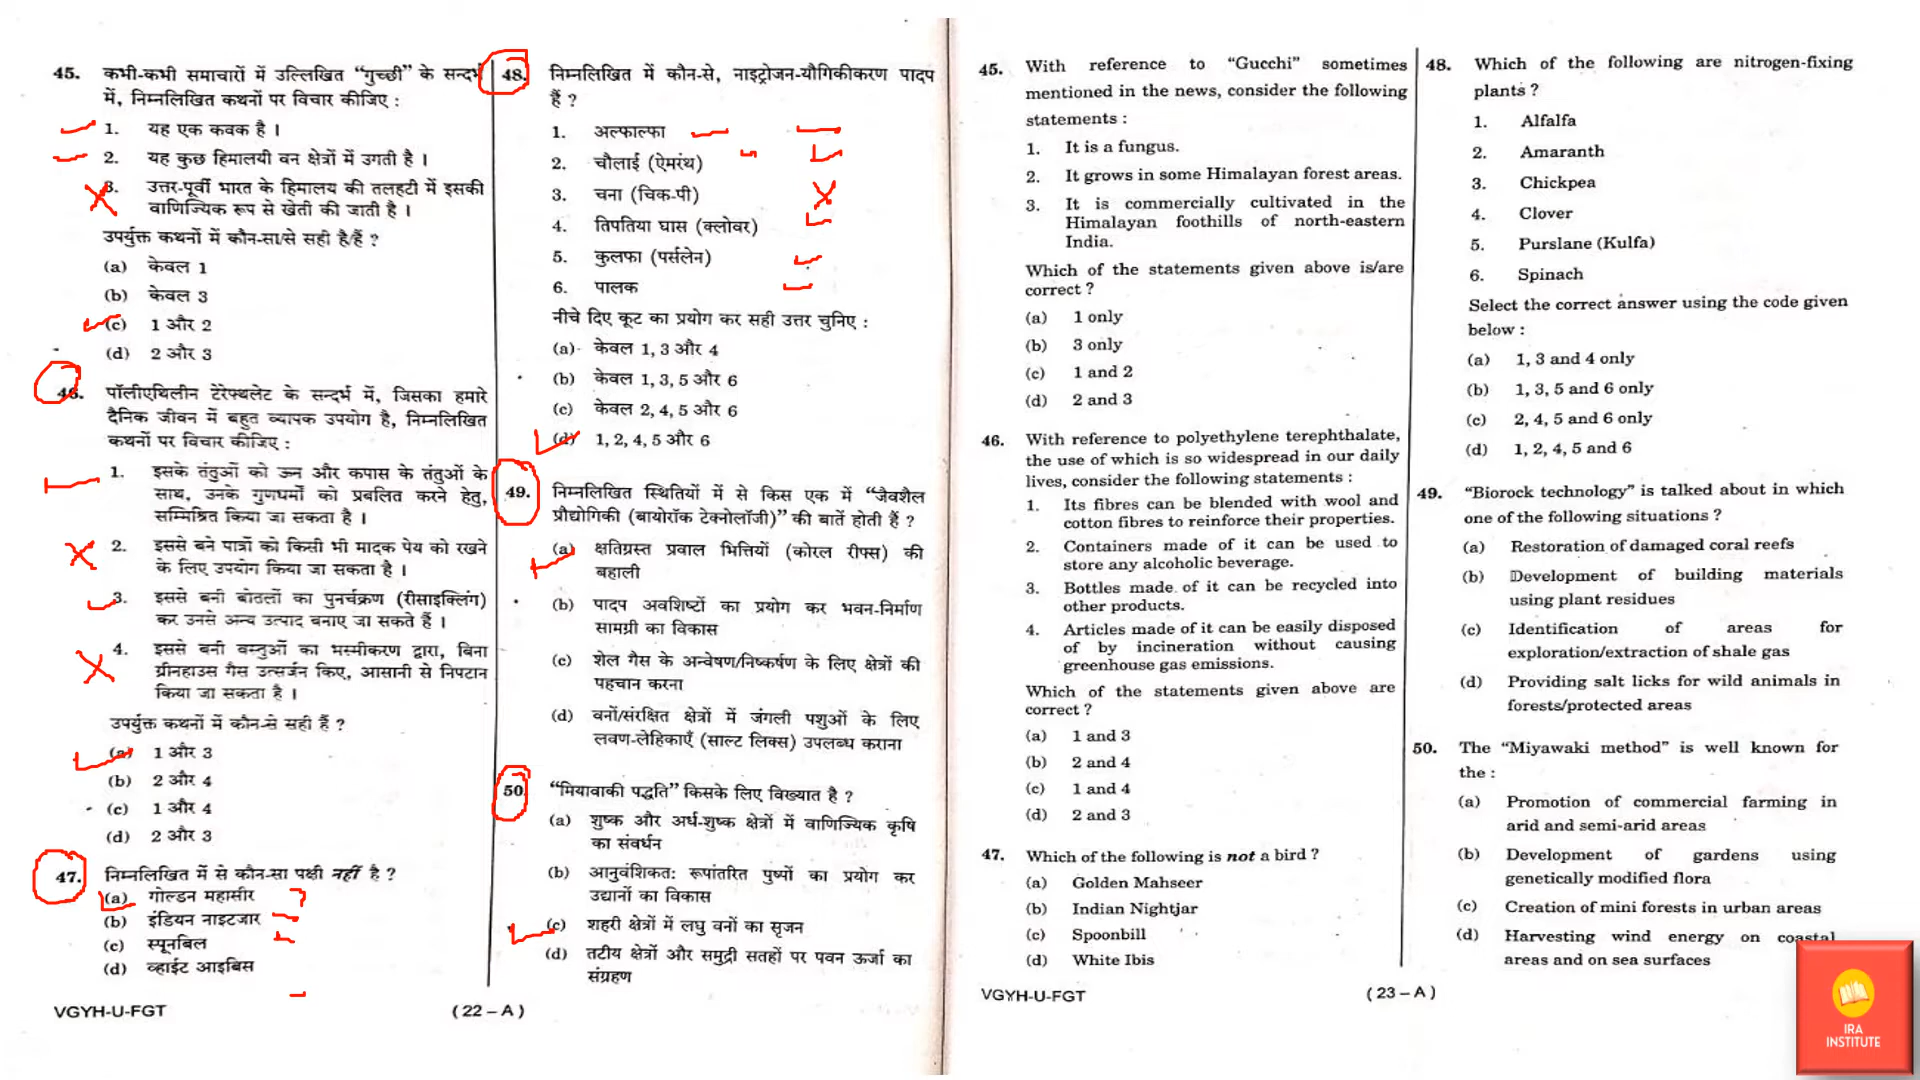 45. कभी-कभी समाचारों में उल्लिखित “गुच्छी” के सन्दर्भ
में, निम्नलिखित कथनों पर विचार कीजिए :
1. यह एक कवक है ।
2. यह कुछ हिमालयी वन क्षेत्रों में उगती है ।
3. उत्तर-पूर्वी भारत के हिमालय की तलहटी में इसकी
वाणिज्यिक रूप से खेती की जाती है ।
उपर्युक्त कथनों में कौन-सा/से सही है/हैं ?
(a) केवल 1
(b) केवल 3
(c) 1 और 2
(d) 2 और 3
46. पॉलीएथिलीन टेरेफ्थलेट के सन्दर्भ में, जिसका हमारे
दैनिक जीवन में बहुत व्यापक उपयोग है, निम्नलिखित
कथनों पर विचार कीजिए :
1. इसके तंतुओं को ऊन और कपास के तंतुओं के
साथ, उनके गुणधर्मों को प्रबलित करने हेतु,
सम्मिश्रित किया जा सकता है ।
2. इससे बने पात्रों को किसी भी मादक पेय को रखने
के लिए उपयोग किया जा सकता है ।
3. इससे बनी बोतलों का पुनर्चक्रण (रीसाइक्लिंग)
कर उनसे अन्य उत्पाद बनाए जा सकते हैं ।
4. इससे बनी वस्तुओं का भस्मीकरण द्वारा, बिना
ग्रीनहाउस गैस उत्सर्जन किए, आसानी से निपटान
किया जा सकता है ।
उपर्युक्त कथनों में कौन-से सही हैं ?
(a) 1 और 3
(b) 2 और 4
(c) 1 और 4
(d) 2 और 3
47. निम्नलिखित में से कौन-सा पक्षी नहीं है ?
(a) गोल्डन महासीर
(b) इंडियन नाइटजार
(c) स्पूनबिल
(d) व्हाईट आइबिस
VGYH-U-FGT
( 22 – A )
48. निम्नलिखित में कौन-से, नाइट्रोजन-यौगिकीकरण पादप
हैं ?
1. अल्फाल्फा
2. चौलाई (ऐमरंथ)
3. चना (चिक-पी)
4. तिपतिया घास (क्लोवर)
5. कुलफा (पर्सलेन)
6. पालक
नीचे दिए कूट का प्रयोग कर सही उत्तर चुनिए :
(a) केवल 1, 3 और 4
(b) केवल 1, 3, 5 और 6
(c) केवल 2, 4, 5 और 6
(d) 1, 2, 4, 5 और 6
49. निम्नलिखित स्थितियों में से किस एक में “जैवशैल
प्रौद्योगिकी (बायोरॉक टेक्नोलॉजी)” की बातें होती हैं ?
(a) क्षतिग्रस्त प्रवाल भित्तियों (कोरल रीफ्स) की
बहाली
(b) पादप अवशिष्टों का प्रयोग कर भवन-निर्माण
सामग्री का विकास
(c) शेल गैस के अन्वेषण/निष्कर्षण के लिए क्षेत्रों की
पहचान करना
(d) वनों/संरक्षित क्षेत्रों में जंगली पशुओं के लिए
लवण-लेहिकाएँ (साल्ट लिक्स) उपलब्ध कराना
50. “मियावाकी पद्धति” किसके लिए विख्यात है ?
(a) शुष्क और अर्ध-शुष्क क्षेत्रों में वाणिज्यिक कृषि
का संवर्धन
(b) आनुवंशिकत: रूपांतरित पुष्पों का प्रयोग कर
उद्यानों का विकास
(c) शहरी क्षेत्रों में लघु वनों का सृजन
(d) तटीय क्षेत्रों और समुद्री सतहों पर पवन ऊर्जा का
संग्रहण
45. With reference to “Gucchi” sometimes
mentioned in the news, consider the following
statements :
1. It is a fungus.
2. It grows in some Himalayan forest areas.
3. It is commercially cultivated in the
Himalayan foothills of north-eastern
India.
Which of the statements given above is/are
correct ?
(a) 1 only
(b) 3 only
(c) 1 and 2
(d) 2 and 3
46. With reference to polyethylene terephthalate,
the use of which is so widespread in our daily
lives, consider the following statements :
1. Its fibres can be blended with wool and
cotton fibres to reinforce their properties.
2. Containers made of it can be used to
store any alcoholic beverage.
3. Bottles made of it can be recycled into
other products.
4. Articles made of it can be easily disposed
of by incineration without causing
greenhouse gas emissions.
Which of the statements given above are
correct ?
(a) 1 and 3
(b) 2 and 4
(c) 1 and 4
(d) 2 and 3
47. Which of the following is not a bird ?
(a) Golden Mahseer
(b) Indian Nightjar
(c) Spoonbill
(d) White Ibis
VGYH-U-FGT
( 23 – A )
48. Which of the following are nitrogen-fixing
plants ?
1. Alfalfa
2. Amaranth
3. Chickpea
4. Clover
5. Purslane (Kulfa)
6. Spinach
Select the correct answer using the code given
below :
(a) 1, 3 and 4 only
(b) 1, 3, 5 and 6 only
(c) 2, 4, 5 and 6 only
(d) 1, 2, 4, 5 and 6
49. “Biorock technology” is talked about in which
one of the following situations ?
(a) Restoration of damaged coral reefs
(b) Development of building materials
using plant residues
(c) Identification of areas for
exploration/extraction of shale gas
(d) Providing salt licks for wild animals in
forests/protected areas
50. The “Miyawaki method” is well known for
the :
(a) Promotion of commercial farming in
arid and semi-arid areas
(b) Development of gardens using
genetically modified flora
(c) Creation of mini forests in urban areas
(d) Harvesting wind energy on coastal
areas and on sea surfaces
IRA
INSTITUTE